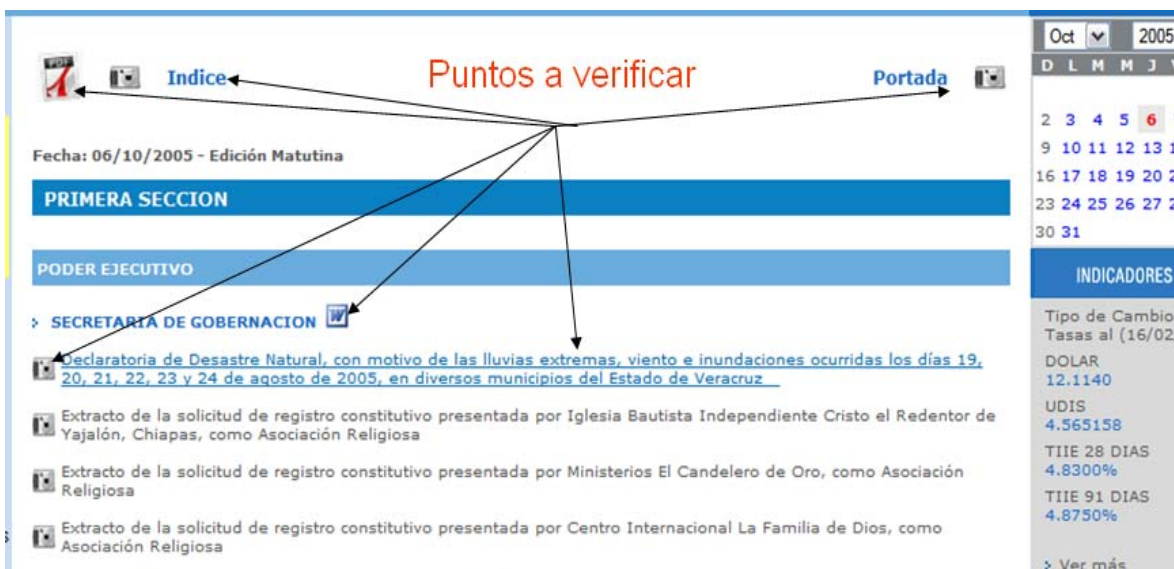 Indice
Puntos a verificar
Portada
Fecha: 06/10/2005 - Edición Matutina
PRIMERA SECCION
PODER EJECUTIVO
SECRETARIA DE GOBERNACION
Declaratoria de Desastre Natural, con motivo de las lluvias extremas, viento e inundaciones ocurridas los días 19,
20, 21, 22, 23 y 24 de agosto de 2005, en diversos municipios del Estado de Veracruz
Extracto de la solicitud de registro constitutivo presentada por Iglesia Bautista Independiente Cristo el Redentor de
Yajalón, Chiapas, como Asociación Religiosa
Extracto de la solicitud de registro constitutivo presentada por Ministerios El Candelero de Oro, como Asociación
Religiosa
Extracto de la solicitud de registro constitutivo presentada por Centro Internacional La Familia de Dios, como
Asociación Religiosa
Oct 2005
D L M M J
2 3 4 5 6
9 10 11 12 13
16 17 18 19 20
23 24 25 26 27
30 31
INDICADORES
Tipo de Cambio
Tasas al (16/02
DOLAR
12.1140
UDIS
4.565158
TIIE 28 DIAS
4.8300%
TIIE 91 DIAS
4.8750%
Ver más